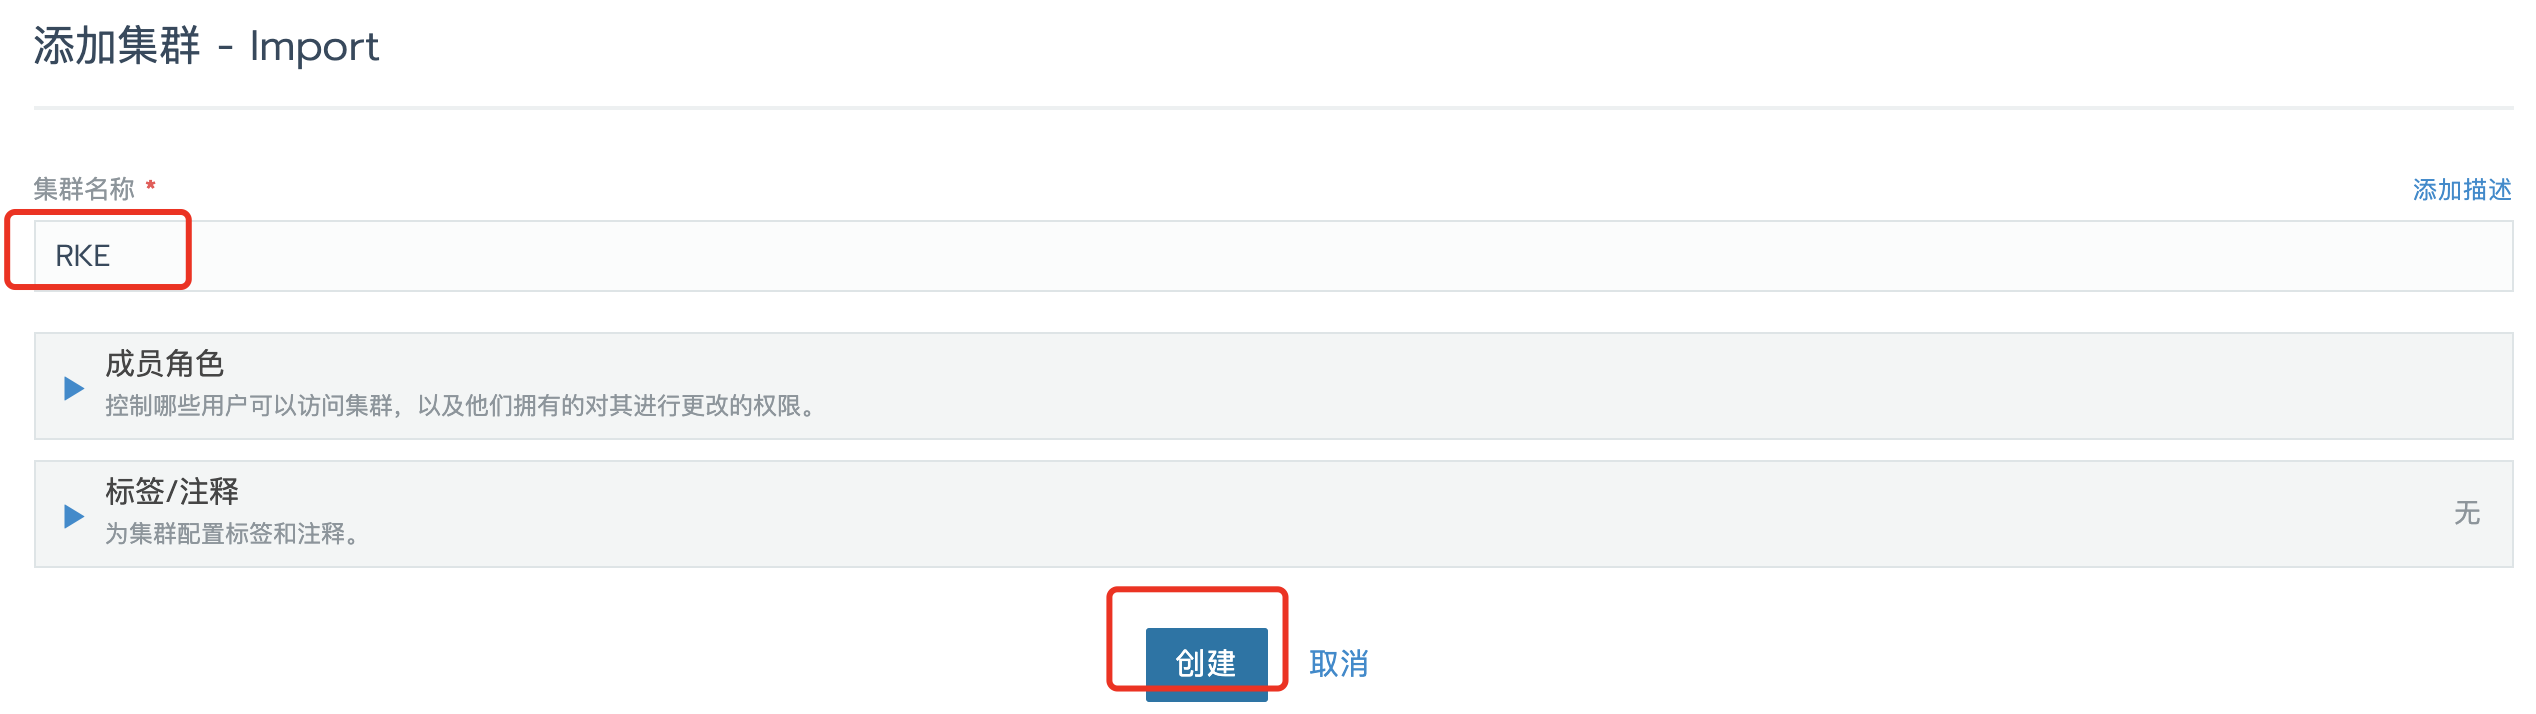 添加集群 - Import
集群名称 *
添加描述
RKE
成员角色
控制哪些用户可以访问集群，以及他们拥有的对其进行更改的权限。
标签/注释
为集群配置标签和注释。
无
创建
取消